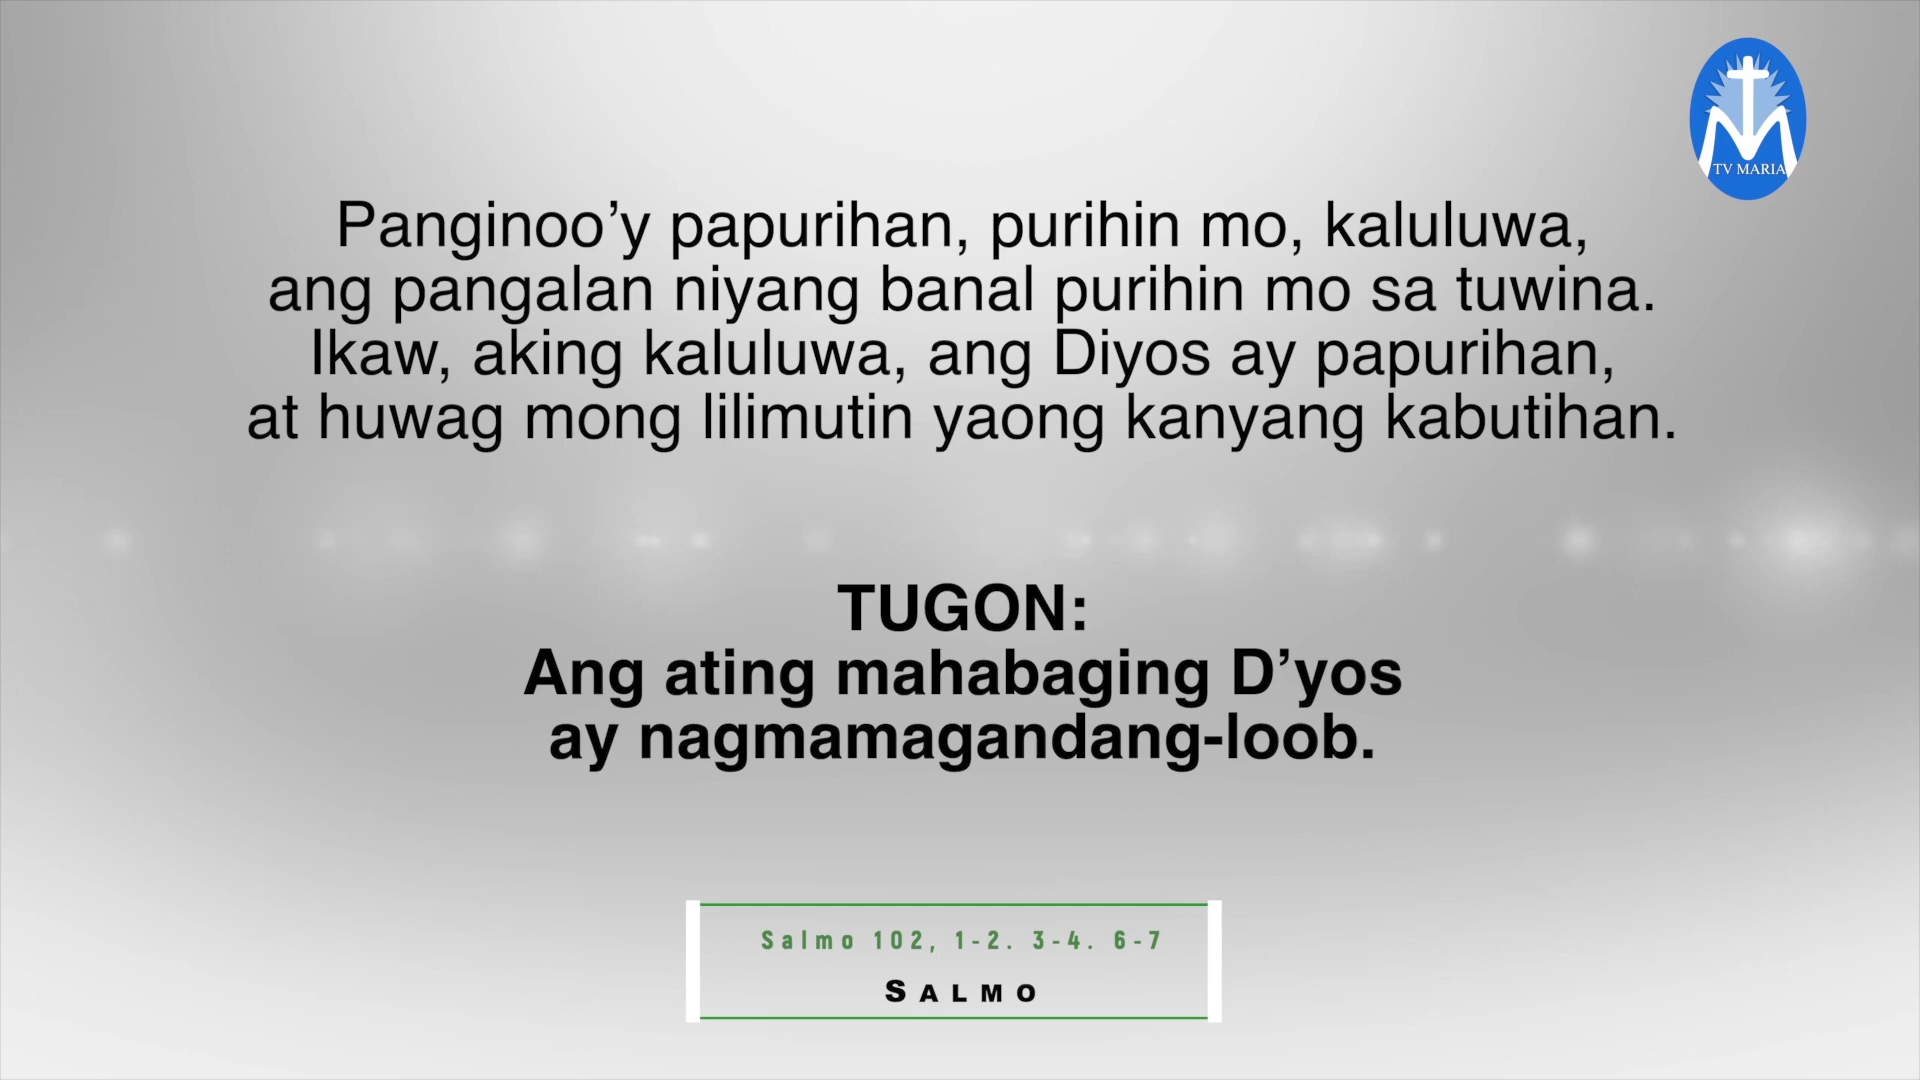 TV MARIA
Panginoo’y papurihan, purihin mo, kaluluwa,
ang pangalan niyang banal purihin mo sa tuwina.
Ikaw, aking kaluluwa, ang Diyos ay papurihan,
at huwag mong lilimutin yaong kanyang kabutihan.
TUGON:
Ang ating mahabaging D’yos
ay nagmamagandang-loob.
Salmo 102, 1-2. 3-4. 6-7
SALMO